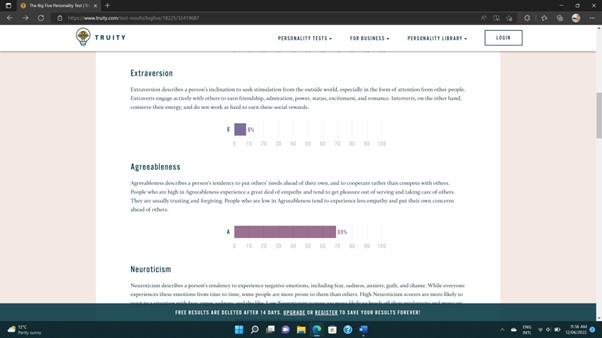 The Big Five Personality Test | Tr
https://www.truity.com/test-results/bigfive/18225/32419687
TRUITY
PERSONALITY TESTS
FOR BUSINESS
PERSONALITY LIBRARY
LOGIN
Extraversion
Extraversion describes a person's inclination to seek stimulation from the outside world, especially in the form of attention from other people.
Extraverts engage actively with others to earn friendship, admiration, power, status, excitement, and romance. Introverts, on the other hand,
conserve their energy, and do not work as hard to earn these social rewards.
E
0 10 20 30 40 50 60 70 80 90 100
Agreeableness
Agreeableness describes a person's tendency to put others' needs ahead of their own, and to cooperate rather than compete with others.
People who are high in Agreeableness experience a great deal of empathy and tend to get pleasure out of serving and taking care of others.
They are usually trusting and forgiving. People who are low in Agreeableness tend to experience less empathy and put their own concerns
ahead of others.
A 69%
0 10 20 30 40 50 60 70 80 90 100
Neuroticism
Neuroticism describes a person's tendency to experience negative emotions, including fear, sadness, anxiety, guilt, and shame. While everyone
experiences these emotions from time to time, some people are more prone to them than others. High Neuroticism scorers are more likely to
FREE RESULTS ARE DELETED AFTER 14 DAYS. UPGRADE OR REGISTER TO SAVE YOUR RESULTS FOREVER!
12°C
Partly sunny
ENG
INTL
11:56 AM
12/06/2022